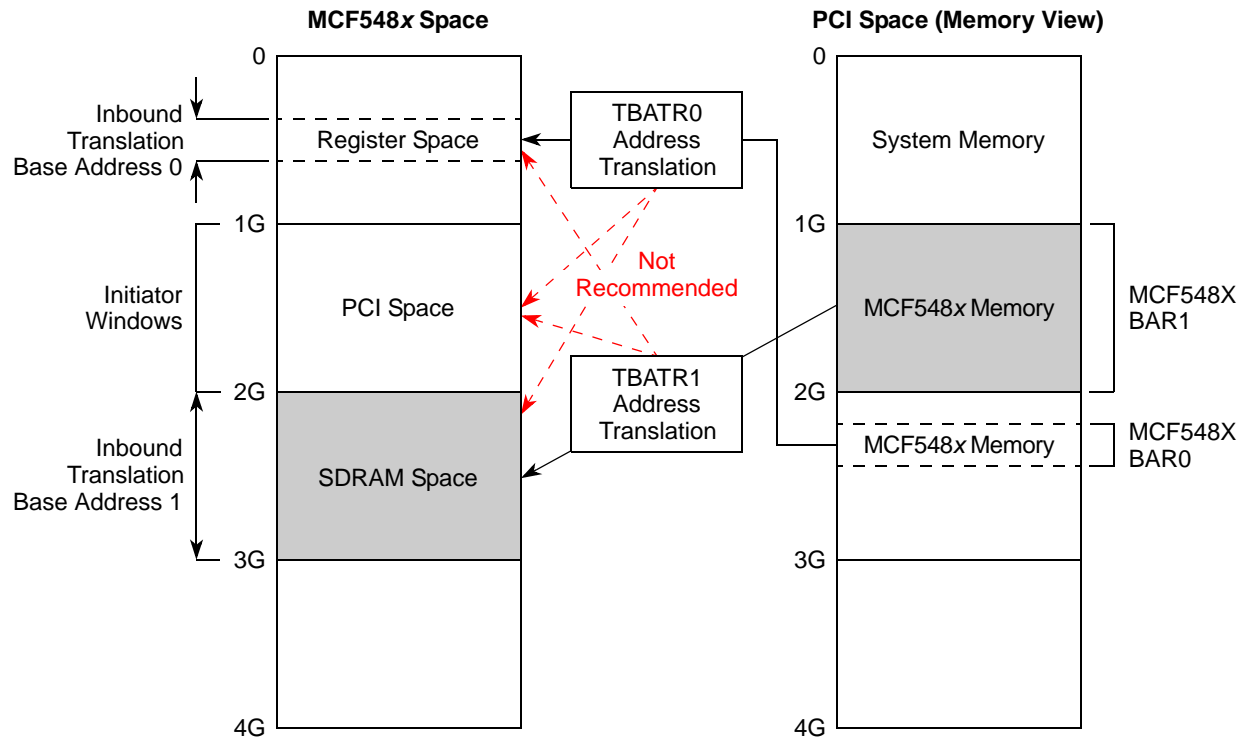 MCF548x Space
PCI Space (Memory View)
0
Inbound
Translation
Base Address 0
Register Space
TBATR0
Address
Translation
0
System Memory
1G
Initiator
Windows
PCI Space
Not
Recommended
1G
MCF548x Memory
MCF548X
BAR1
2G
Inbound
Translation
Base Address 1
SDRAM Space
TBATR1
Address
Translation
2G
MCF548x Memory
MCF548X
BAR0
3G
3G
4G
4G